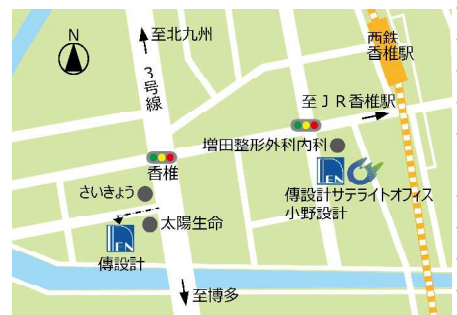 N
至北九州
3号線
西鉄
香椎駅
至JR香椎駅
増田整形外科内科
香椎
さいきょう
傳設計サテライトオフィス
小野設計
太陽生命
DEN
DEN
傳設計
至博多